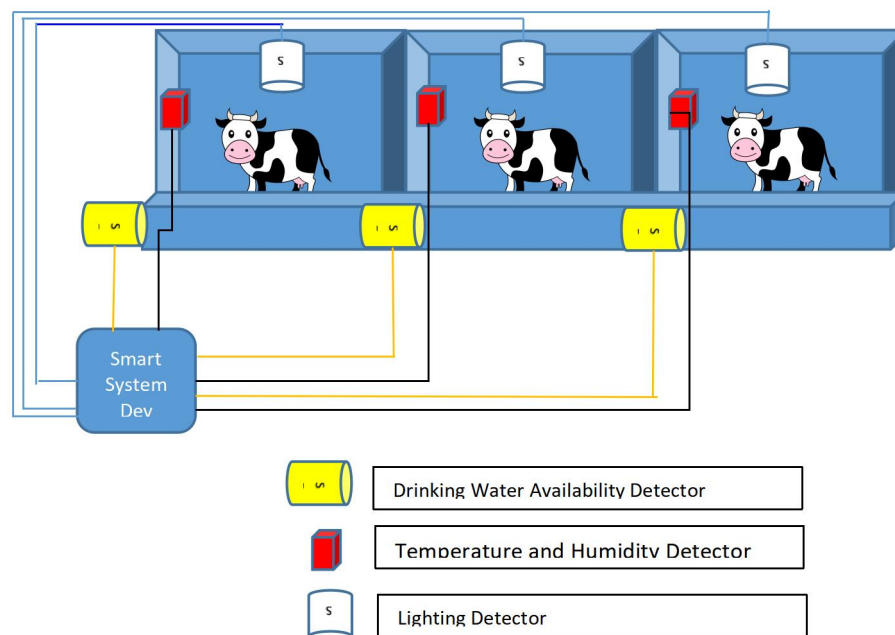 S
S
S
S
S
S
Smart
System
Dev
S
Drinking Water Availability Detector
Temperature and Humidity Detector
S
Lighting Detector